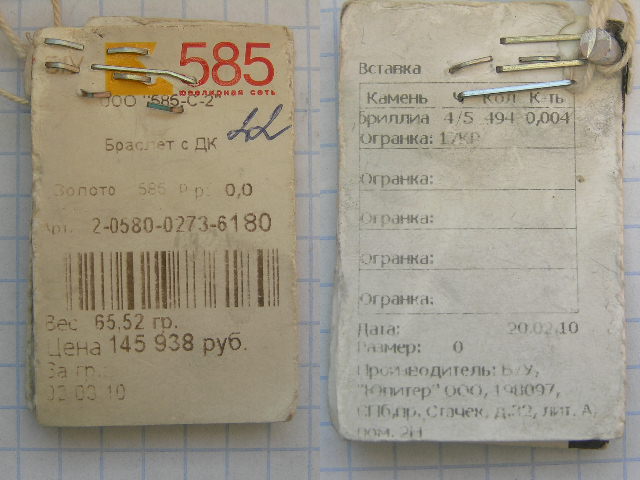 Б/У
585
ювелирная сеть
ООО "585-С-2"
Браслет с ДК
Золото 585 Р-р: 0,0
Арт. 2-0580-0273-6180
Вес 65,52 гр.
Цена 145 938 руб.
За гр.:
02.03.10
Вставка
Камень Кол К-ть
бриллиа 4/5 494 0,004
Огранка: 17КР
Огранка:
Огранка:
Огранка:
Огранка:
Дата: 20.02.10
Размер: 0
Производитель: Б/У,
"Юпитер" ООО, 198097,
СПб,пр. Стачек, д.32, лит. А,
пом. 2Н